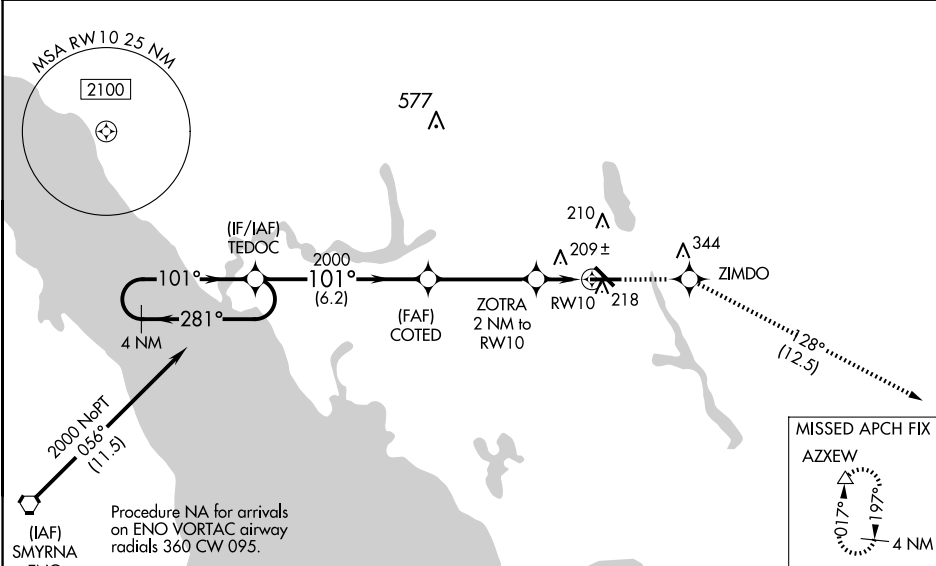 MSA RW10 25 NM
2100
577
(IF/IAF)
TEDOC
210
209 ±
344
101°
2000
101°
(6.2)
ZIMDO
RW10
218
281°
4 NM
(FAF)
COTED
ZOTRA
2 NM to
RW10
128°
(12.5)
2000 NoPT
056°
(11.5)
MISSED APCH FIX
AZXEW
017°
197°
4 NM
Procedure NA for arrivals
on ENO VORTAC airway
radials 360 CW 095.
(IAF)
SMYRNA